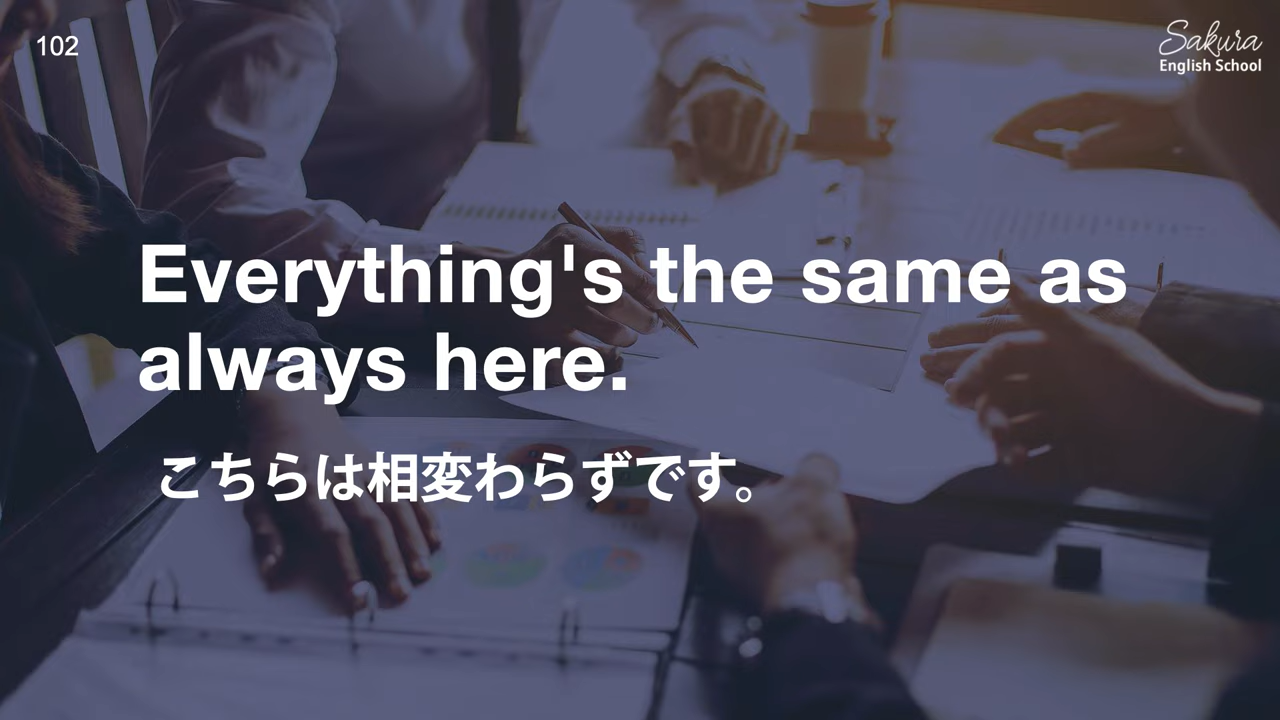 102
Sakura
English School
Everything's the same as
always here.
こちらは相変わらずです。